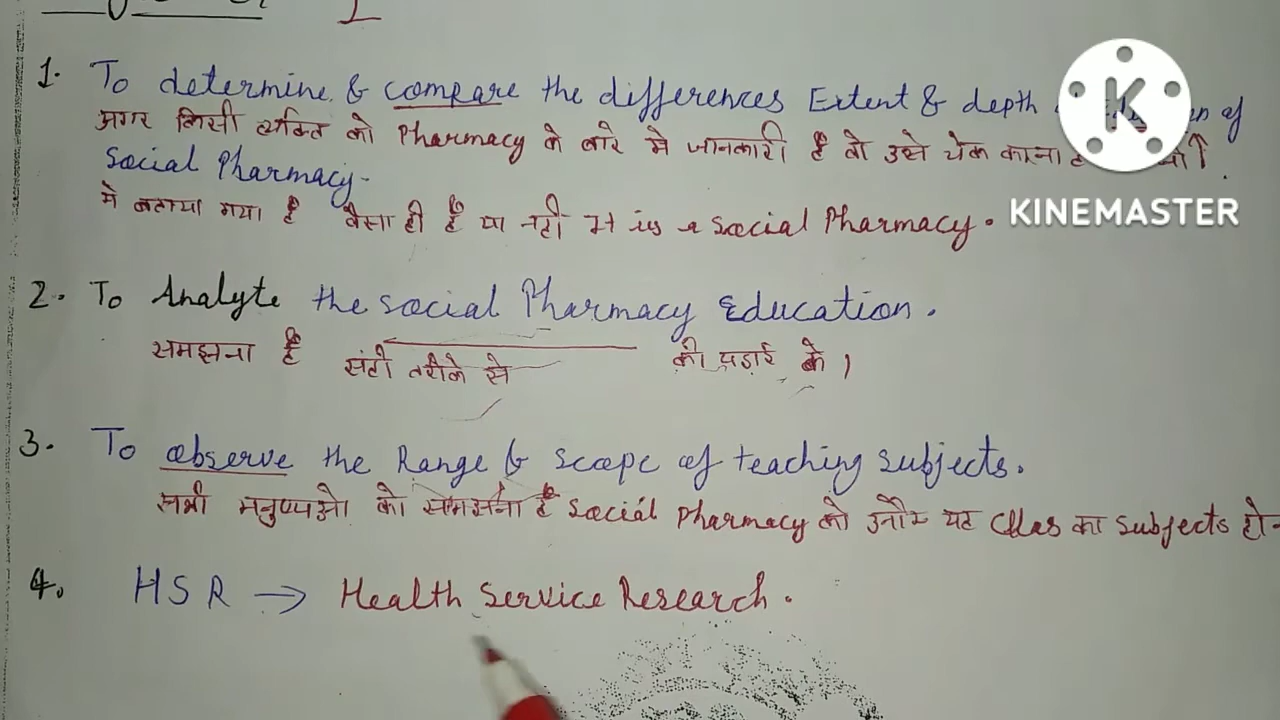 I
1. To determine & compare the differences Extent & depth of
अगर किसी व्यक्ति को Pharmacy के बारे मे जानकारी है तो उसे चेक करना
Social Pharmacy-
मे बताया गया है वैसा ही है या नही It is a Social Pharmacy.
2. To Analyte the social Pharmacy Education.
समझना है सही तरीके से की पढ़ाई के।
3. To observe the Range & scope of teaching subjects.
सभी मनुष्यओ को समझना है Social Pharmacy को यह Cllas का Subjects हो-
4. HSR → Health Service Research.
KINEMASTER